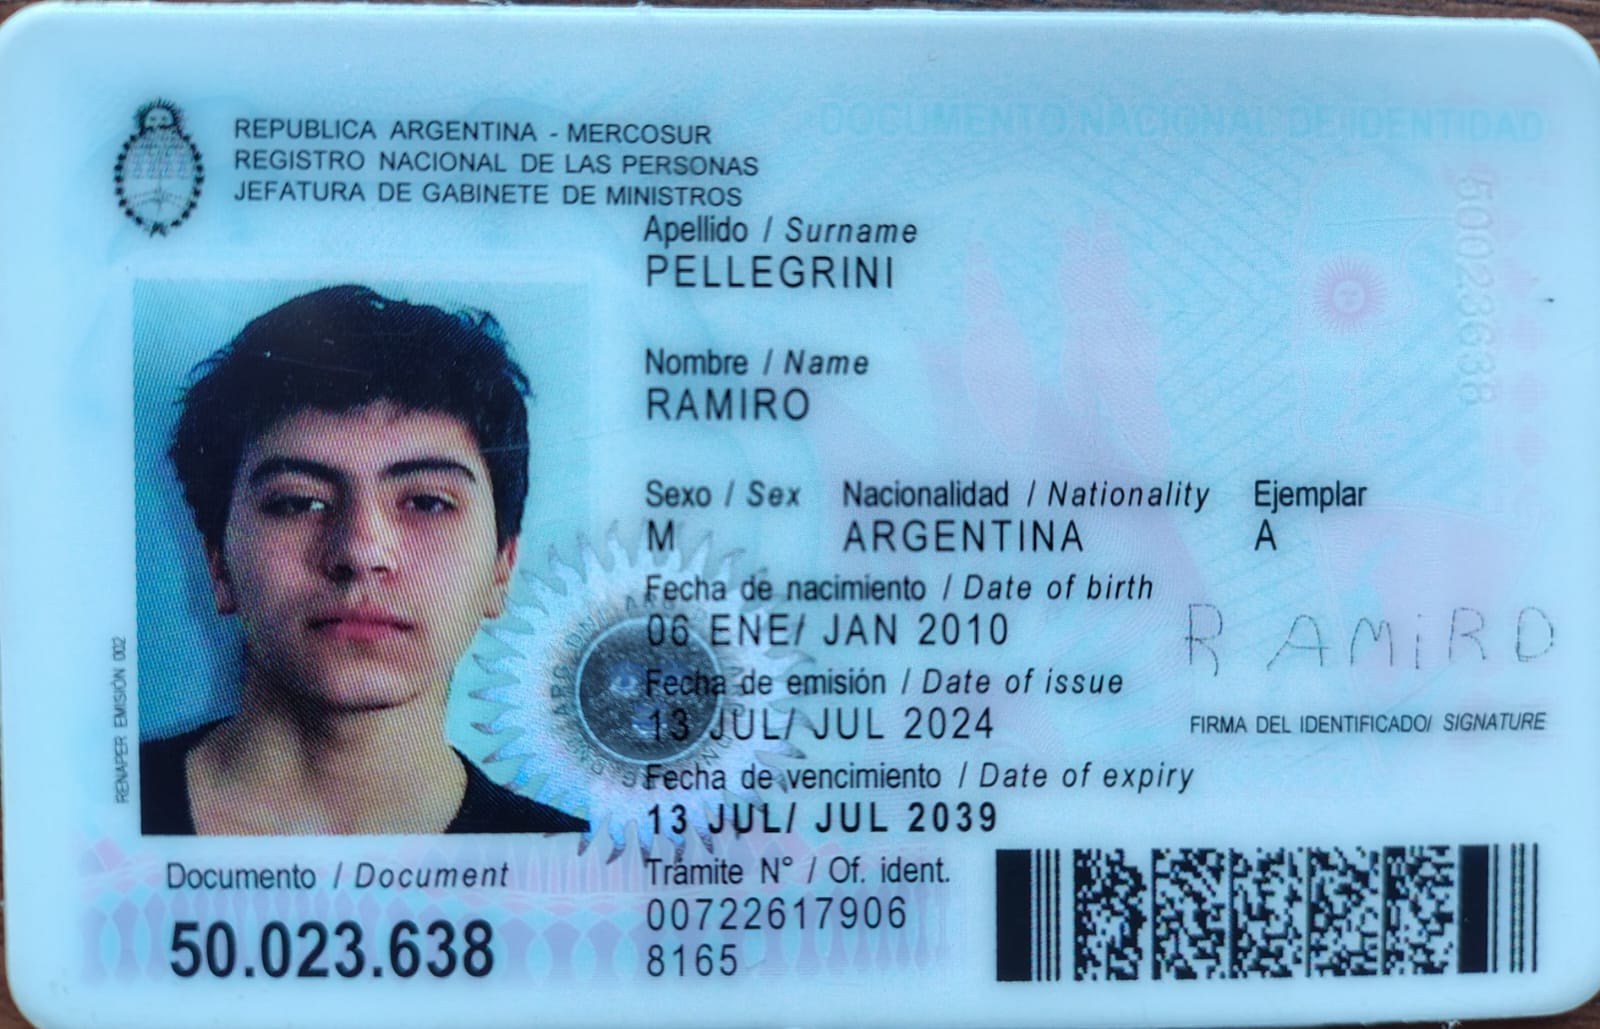 REPUBLICA ARGENTINA - MERCOSUR
REGISTRO NACIONAL DE LAS PERSONAS
JEFATURA DE GABINETE DE MINISTROS
DOCUMENTO NACIONAL DE IDENTIDAD
Apellido / Surname
PELLEGRINI
Nombre / Name
RAMIRO
Sexo / Sex Nacionalidad / Nationality Ejemplar
M ARGENTINA A
Fecha de nacimiento / Date of birth
06 ENE/ JAN 2010
Fecha de emisión / Date of issue
13 JUL/ JUL 2024
Fecha de vencimiento / Date of expiry
13 JUL/ JUL 2039
RAMiRO
FIRMA DEL IDENTIFICADO/ SIGNATURE
Documento / Document
50.023.638
Trámite N° / Of. ident.
00722617906
8165
RENAPER EMISIÓN 002
50023638